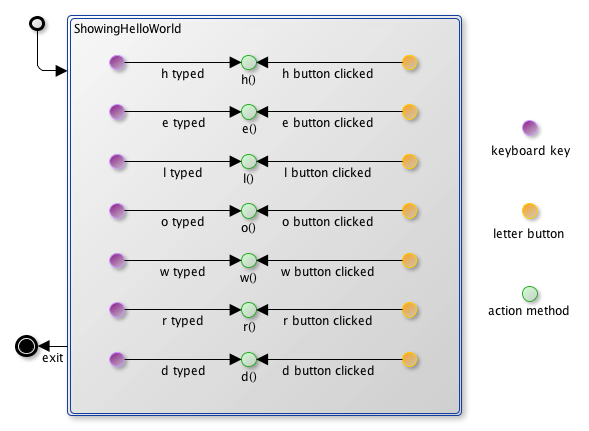 ShowingHelloWorld
h typed h() h button clicked
e typed e() e button clicked
l typed l() l button clicked
o typed o() o button clicked
w typed w() w button clicked
r typed r() r button clicked
d typed d() d button clicked
exit
keyboard key
letter button
action method